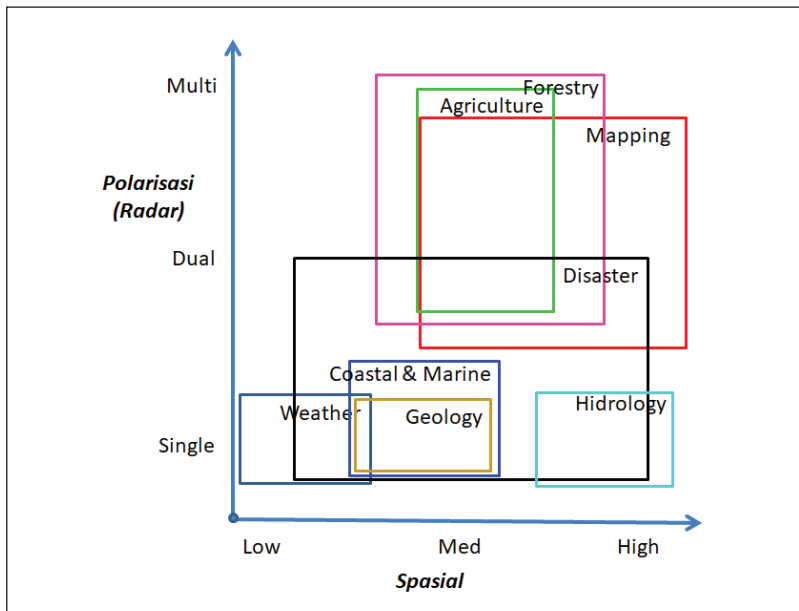 Multi
Forestry
Agriculture
Mapping
Polarisasi
(Radar)
Dual
Disaster
Coastal & Marine
Weather
Geology
Hidrology
Single
Low
Med
High
Spasial